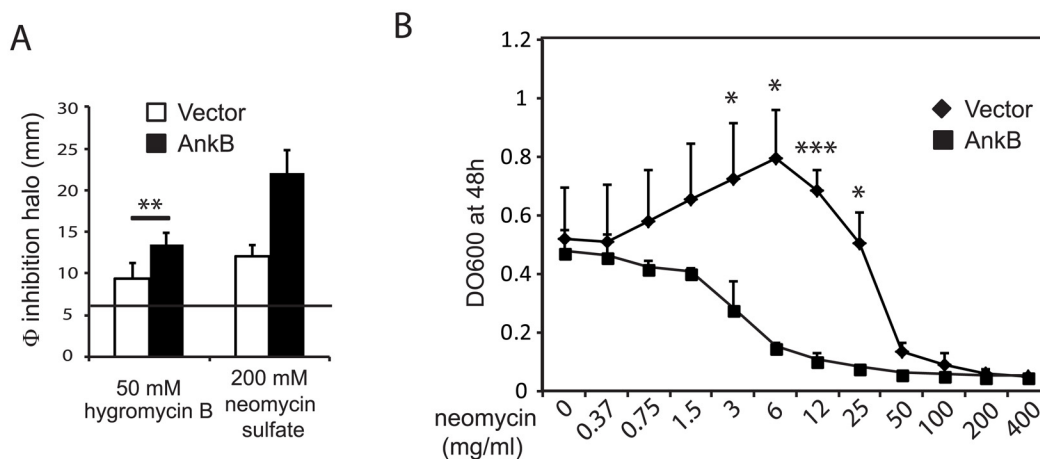 A
Φ inhibition halo (mm)
30
25
20
15
10
5
0
Vector
AnkB
**
50 mM
hygromycin B
200 mM
neomycin
sulfate
B
DO600 at 48h
1.2
1
0.8
0.6
0.4
0.2
0
*
*
***
*
Vector
AnkB
neomycin
(mg/ml)
0
0.37
0.75
1.5
3
6
12
25
50
100
200
400